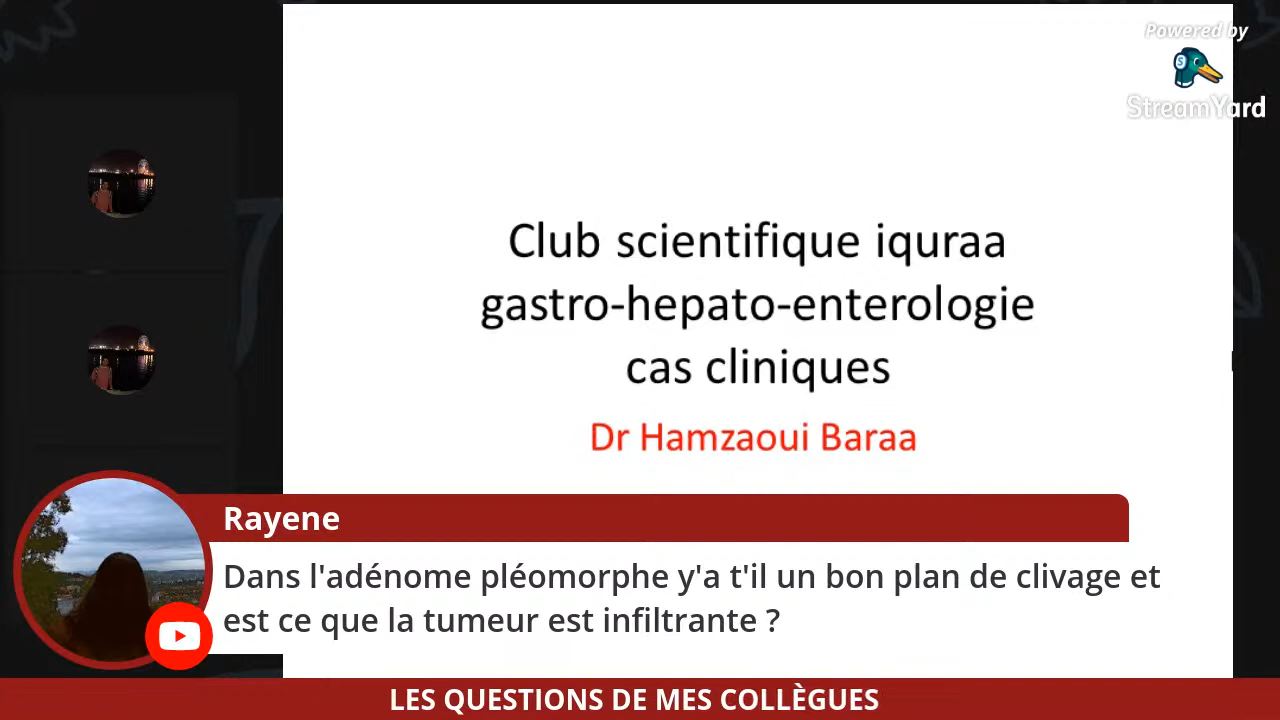 Powered by
StreamYard
Club scientifique iquraa
gastro-hepato-enterologie
cas cliniques
Dr Hamzaoui Baraa
Rayene
Dans l'adénome pléomorphe y'a t'il un bon plan de clivage et
est ce que la tumeur est infiltrante ?
LES QUESTIONS DE MES COLLÈGUES